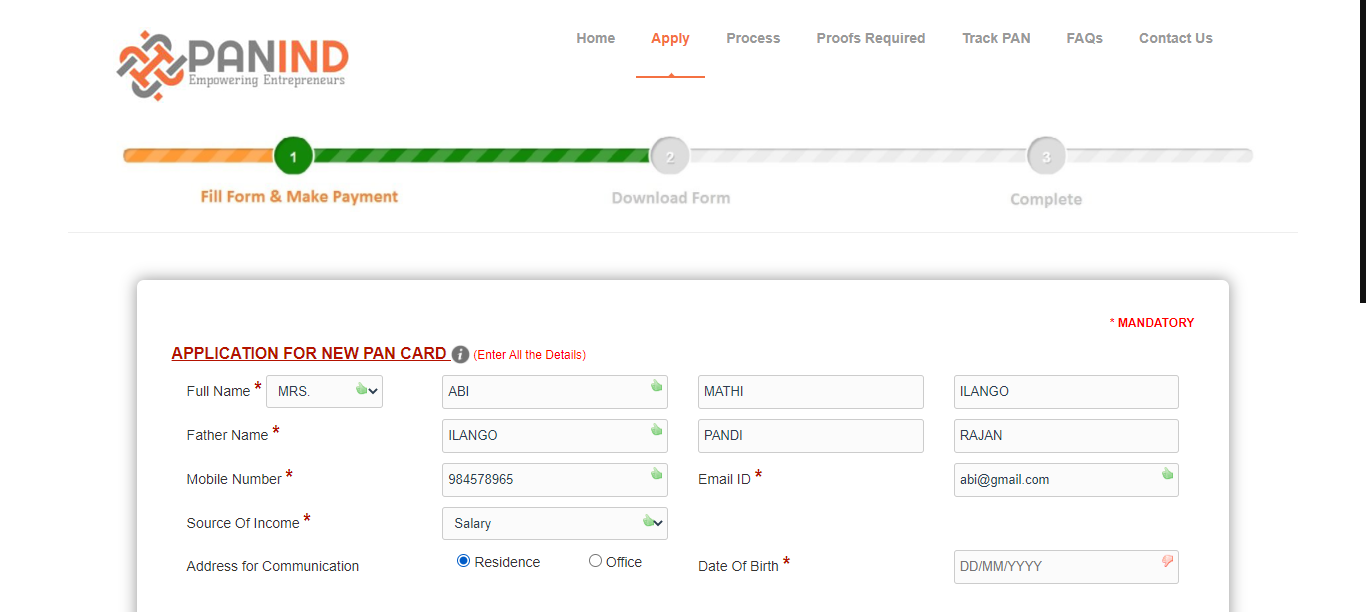 PANIND
Empowering Entrepreneurs
Home Apply Process Proofs Required Track PAN FAQs Contact Us
1 2 3
Fill Form & Make Payment Download Form Complete
* MANDATORY
APPLICATION FOR NEW PAN CARD i (Enter All the Details)
Full Name * MRS. ABI MATHI ILANGO
Father Name * ILANGO PANDI RAJAN
Mobile Number * 984578965 Email ID * abi@gmail.com
Source Of Income * Salary
Address for Communication Residence Office Date Of Birth * DD/MM/YYYY